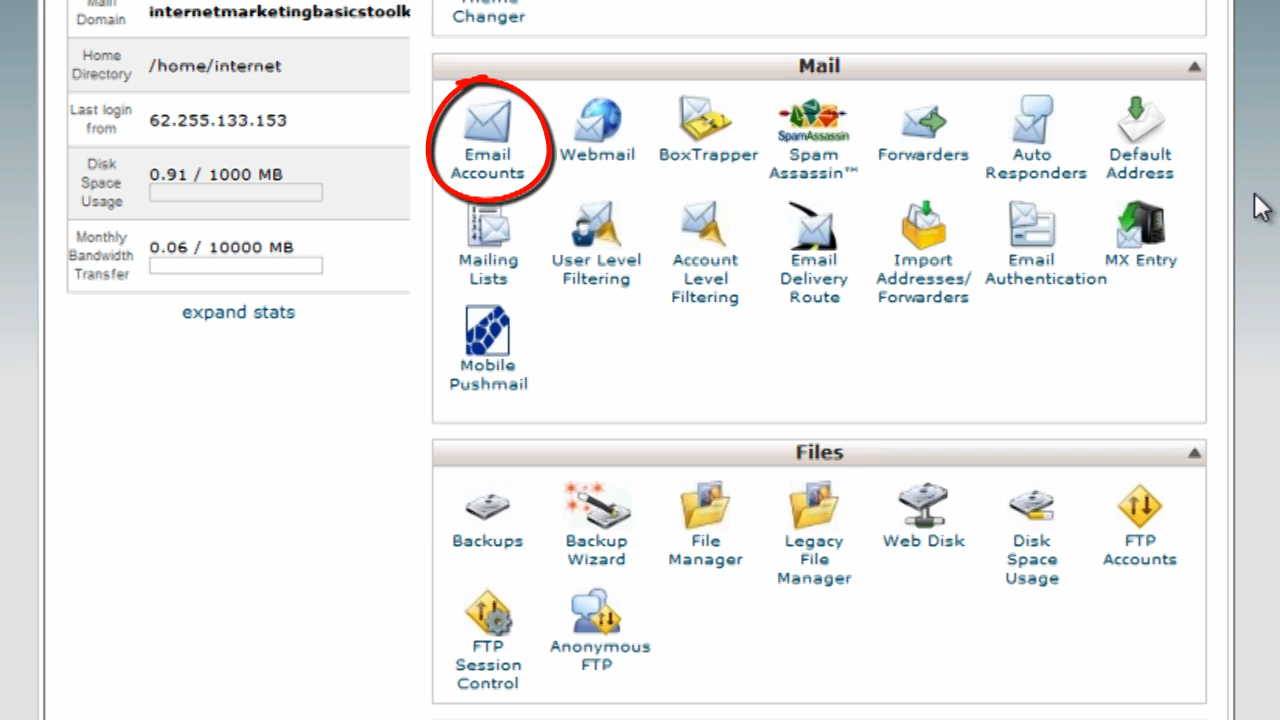 Main
Domain
internetmarketingbasicstoolk
Home
Directory
/home/internet
Last login
from
62.255.133.153
Disk
Space
Usage
0.91 / 1000 MB
Monthly
Bandwidth
Transfer
0.06 / 10000 MB
expand stats
Theme
Changer
Mail
Email
Accounts
Webmail
BoxTrapper
SpamAssassin
Spam
Assassin™
Forwarders
Auto
Responders
Default
Address
Mailing
Lists
User Level
Filtering
Account
Level
Filtering
Email
Delivery
Route
Import
Addresses/
Forwarders
Email
Authentication
MX Entry
Mobile
Pushmail
Files
Backups
Backup
Wizard
File
Manager
Legacy
File
Manager
Web Disk
Disk
Space
Usage
FTP
Accounts
FTP
Session
Control
Anonymous
FTP